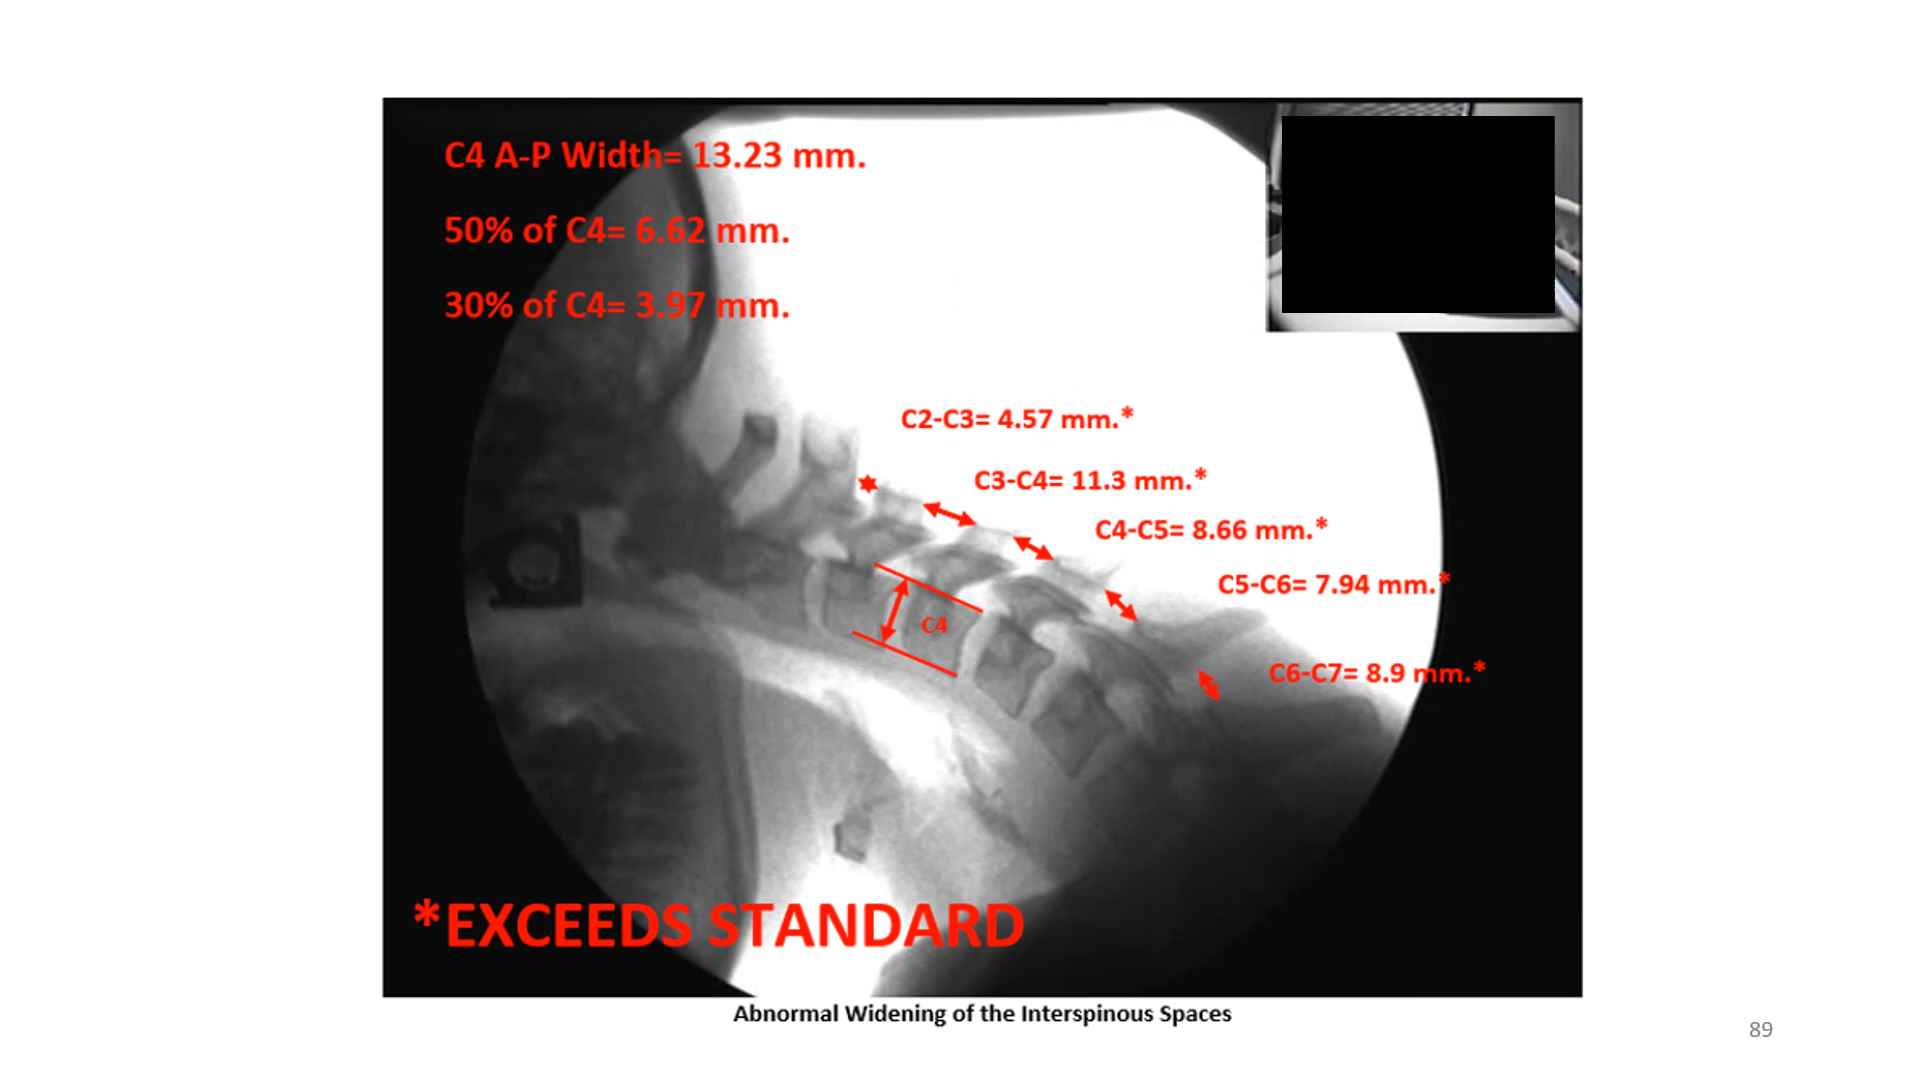 C4 A-P Width= 13.23 mm.
50% of C4= 6.62 mm.
30% of C4= 3.97 mm.
C2-C3= 4.57 mm.*
C3-C4= 11.3 mm.*
C4-C5= 8.66 mm.*
C5-C6= 7.94 mm.*
C4
C6-C7= 8.9 mm.*
*EXCEEDS STANDARD
Abnormal Widening of the Interspinous Spaces
89